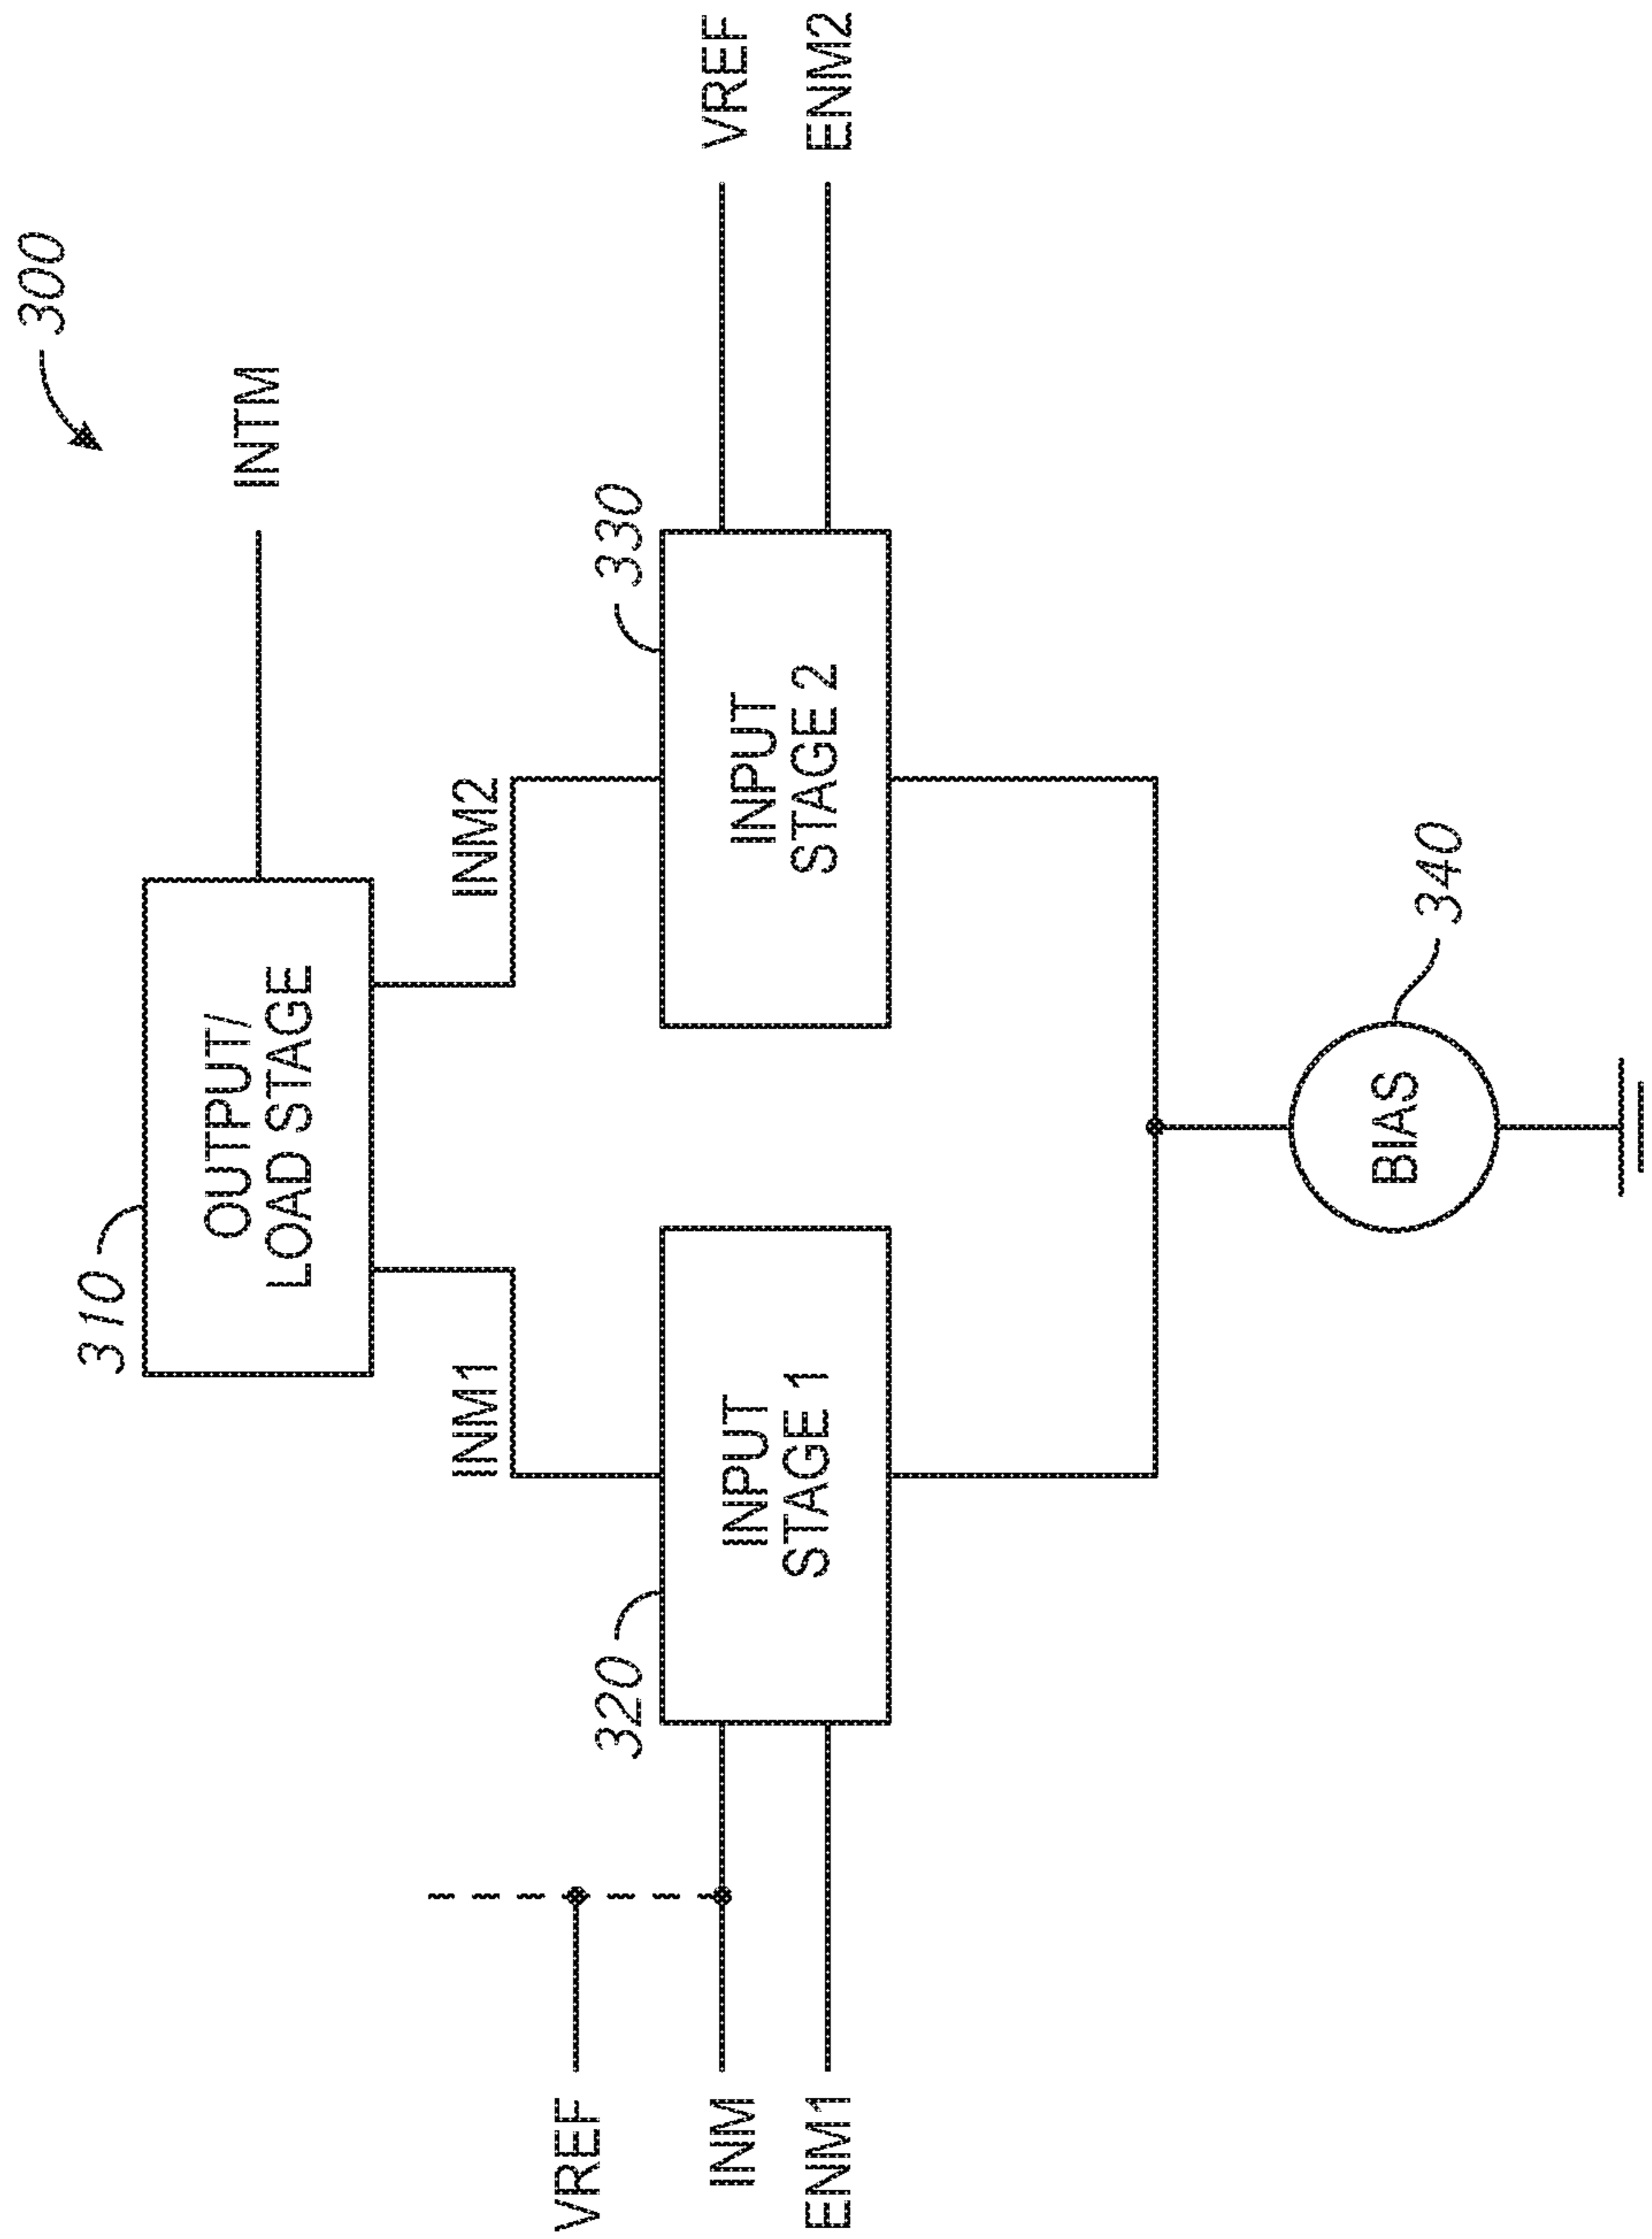 300
310
OUTPUT/
LOAD STAGE
INTM
INM1
INM2
320
330
VREF
INM
ENM1
INPUT
STAGE 1
INPUT
STAGE 2
VREF
ENM2
BIAS
340